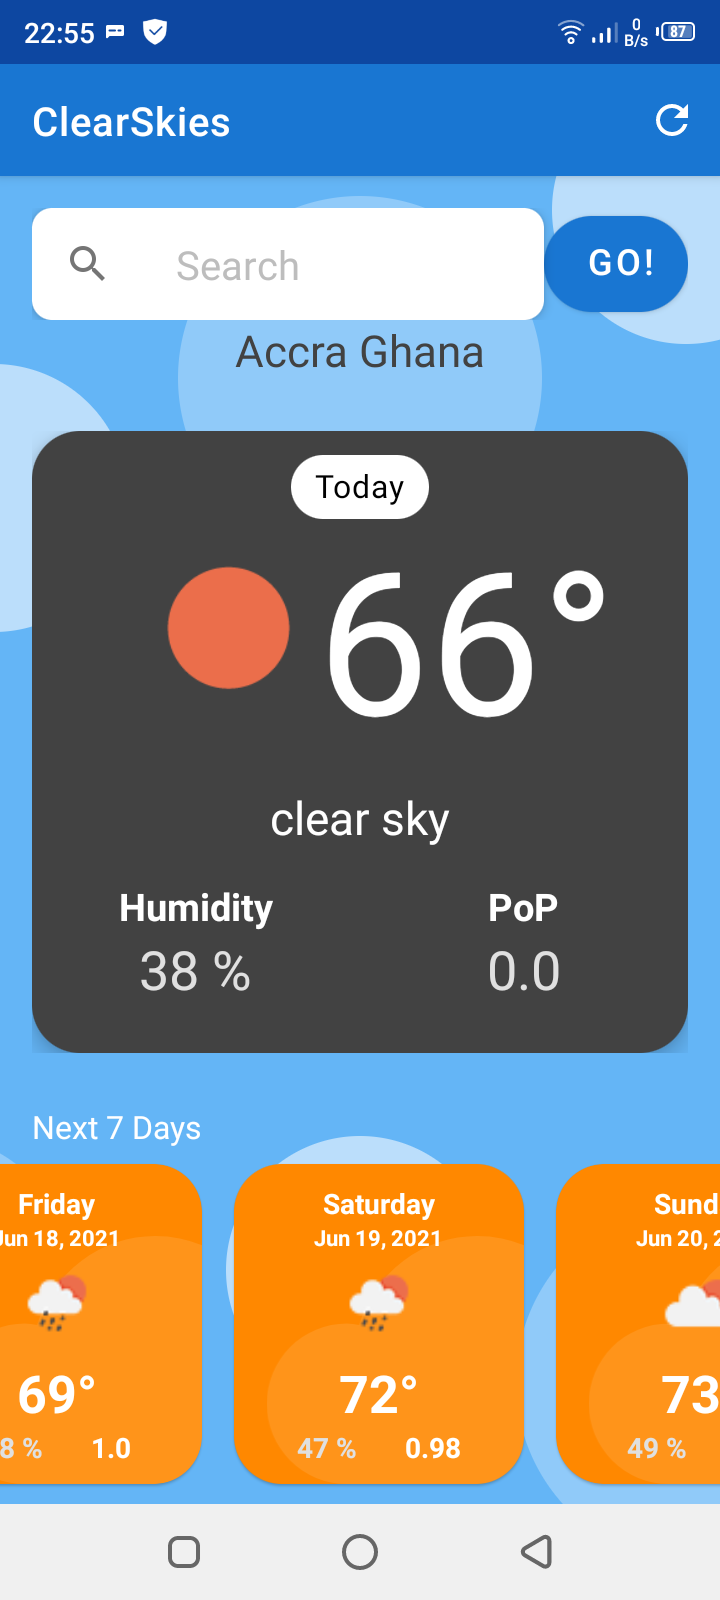 22:55 0 B/s 87
ClearSkies
Search GO!
Accra Ghana
Today
66°
clear sky
Humidity PoP
38 % 0.0
Next 7 Days
Friday Saturday Sund
Jun 18, 2021 Jun 19, 2021 Jun 20, 2
69° 72° 73
8 % 1.0 47 % 0.98 49 %